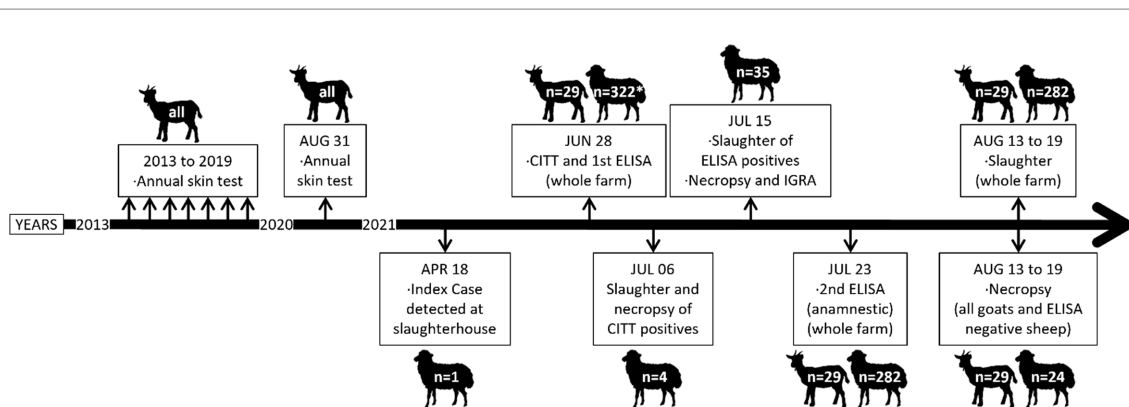 all
2013 to 2019
·Annual skin test
all
AUG 31
·Annual
skin test
n=29 n=322*
JUN 28
·CITT and 1st ELISA
(whole farm)
n=35
JUL 15
·Slaughter of
ELISA positives
·Necropsy and IGRA
n=29 n=282
AUG 13 to 19
·Slaughter
(whole farm)
YEARS 2013 2020 2021
APR 18
·Index Case
detected at
slaughterhouse
n=1
JUL 06
Slaughter and
necropsy of
CITT positives
n=4
JUL 23
·2nd ELISA
(anamnestic)
(whole farm)
n=29 n=282
AUG 13 to 19
·Necropsy
(all goats and ELISA
negative sheep)
n=29 n=24